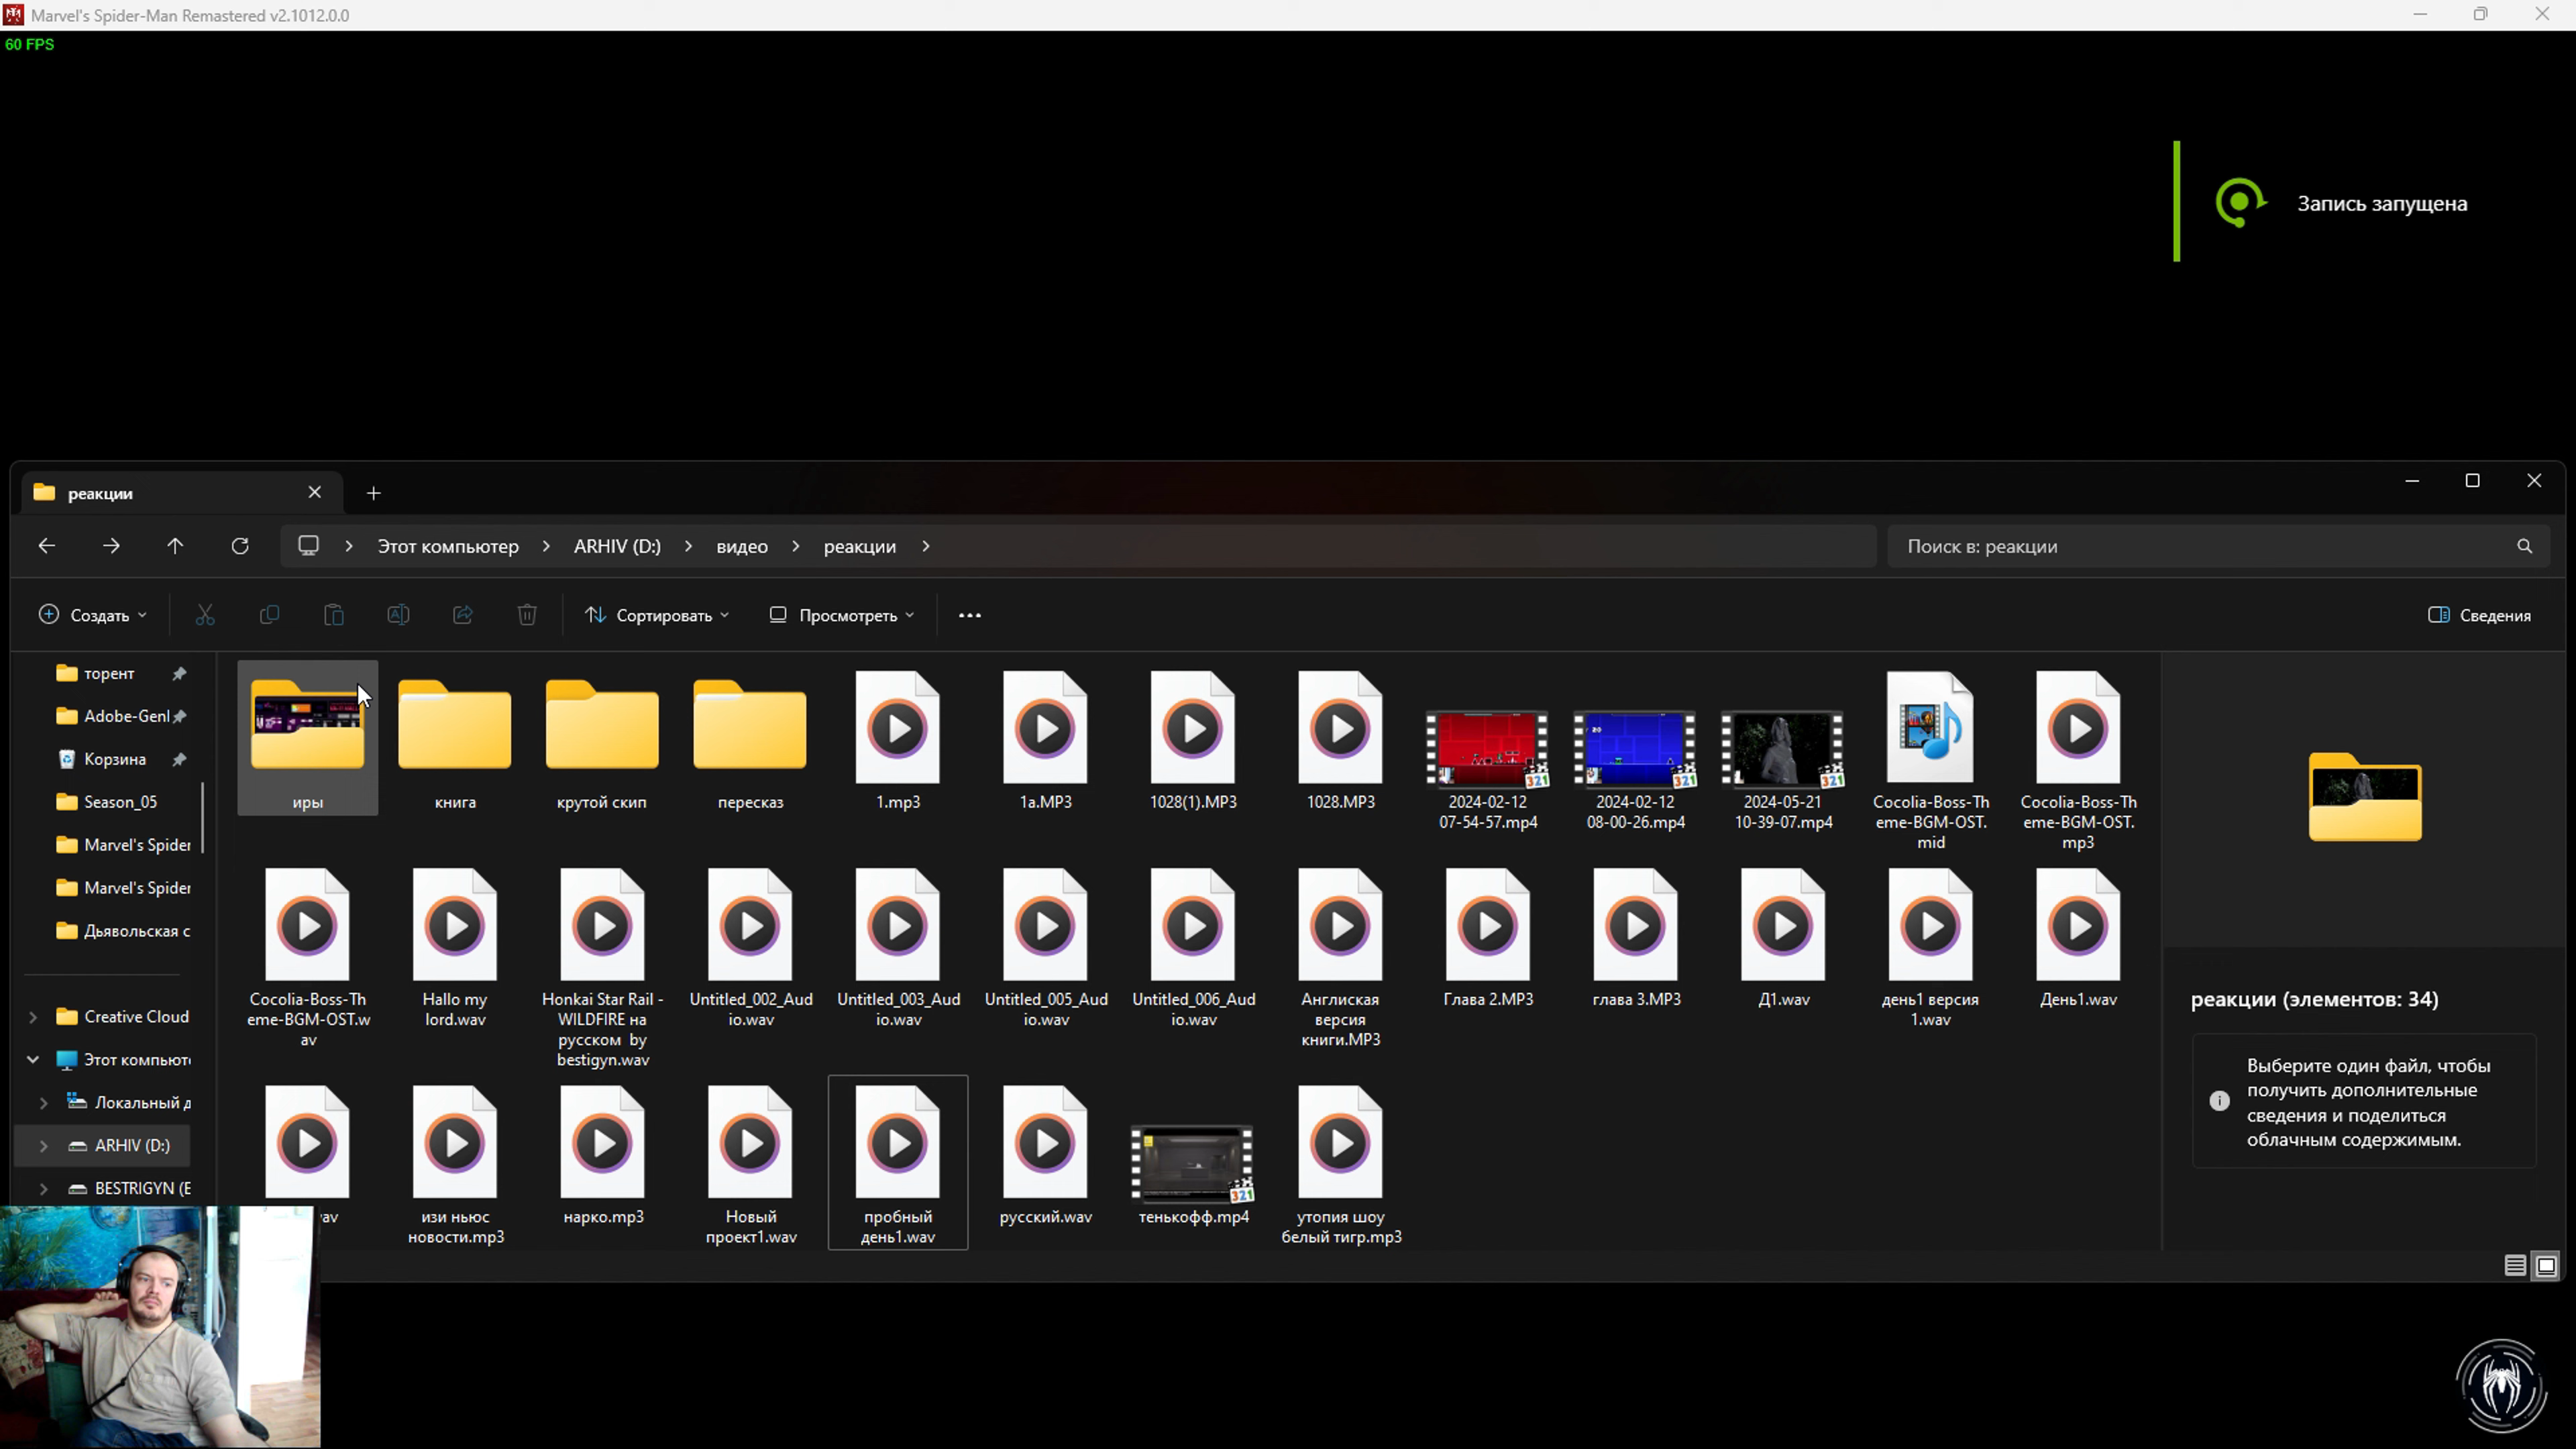 Marvel's Spider-Man Remastered v2.1012.0.0
60 FPS
Запись запущена
реакции
Этот компьютер
ARHIV (D:)
видео
реакции
Поиск в: реакции
Создать
Сортировать
Просмотреть
Сведения
торент
Adobe-Genl
Корзина
Season_05
Marvel's Spider
Marvel's Spider
Дьявольская с
Creative Cloud
Этот компьюте
Локальный д
ARHIV (D:)
BESTRIGYN (E
иры
книга
крутой скип
пересказ
1.mp3
1a.MP3
1028(1).MP3
1028.MP3
2024-02-12
07-54-57.mp4
2024-02-12
08-00-26.mp4
2024-05-21
10-39-07.mp4
Cocolia-Boss-Th
eme-BGM-OST.
mid
Cocolia-Boss-Th
eme-BGM-OST.
mp3
Cocolia-Boss-Th
eme-BGM-OST.w
av
Hallo my
lord.wav
Honkai Star Rail -
WILDFIRE на
русском by
bestigyn.wav
Untitled_002_Aud
io.wav
Untitled_003_Aud
io.wav
Untitled_005_Aud
io.wav
Untitled_006_Aud
io.wav
Англиская
версия
книги.MP3
Глава 2.MP3
глава 3.MP3
Д1.wav
день1 версия
1.wav
День1.wav
av
изи ньюс
новости.mp3
нарко.mp3
Новый
проект1.wav
пробный
день1.wav
русский.wav
тенькофф.mp4
утопия шоу
белый тигр.mp3
реакции (элементов: 34)
Выберите один файл, чтобы
получить дополнительные
сведения и поделиться
облачным содержимым.